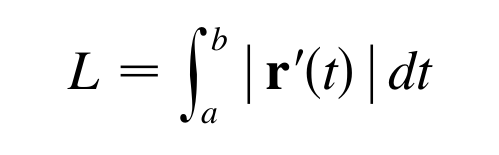 L = ∫_a^b | r′(t) | dt